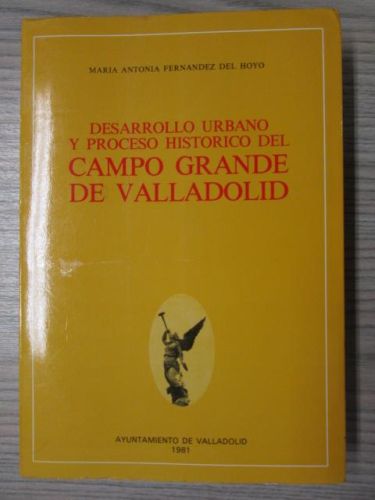 MARIA ANTONIA FERNANDEZ DEL HOYO
DESARROLLO URBANO
Y PROCESO HISTORICO DEL
CAMPO GRANDE
DE VALLADOLID
AYUNTAMIENTO DE VALLADOLID
1981